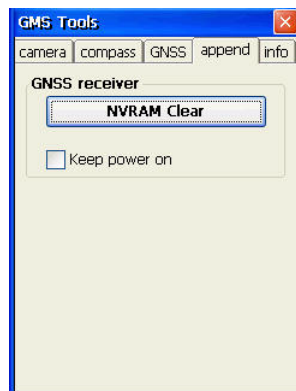 GMS Tools
camera compass GNSS append info
GNSS receiver
NVRAM Clear
Keep power on